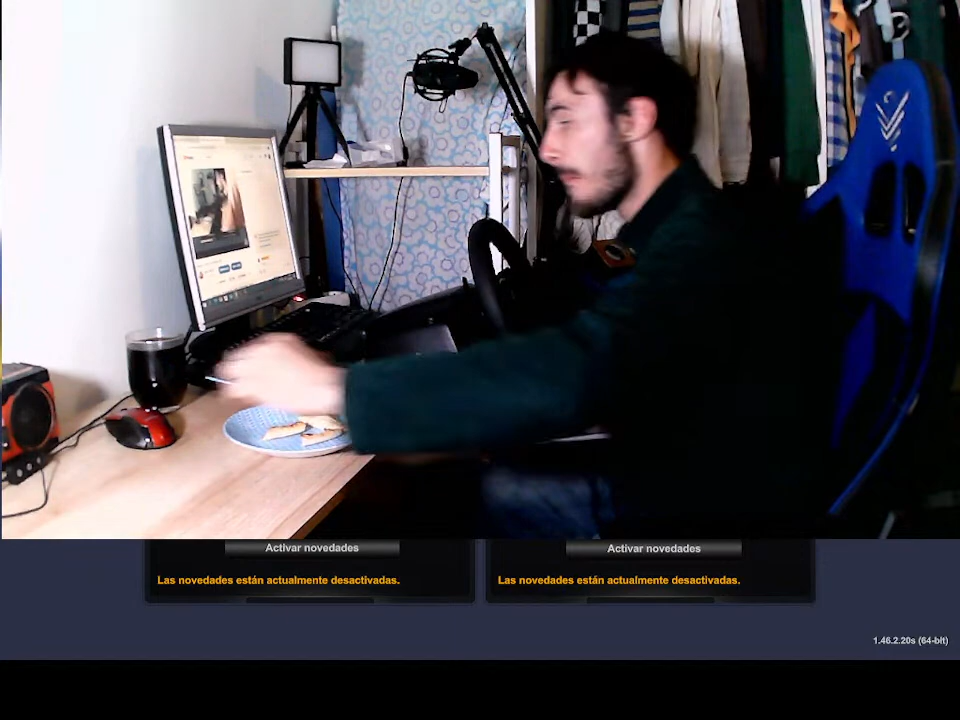 Activar novedades
Activar novedades
Las novedades están actualmente desactivadas.
Las novedades están actualmente desactivadas.
1.46.2.20s (64-bit)